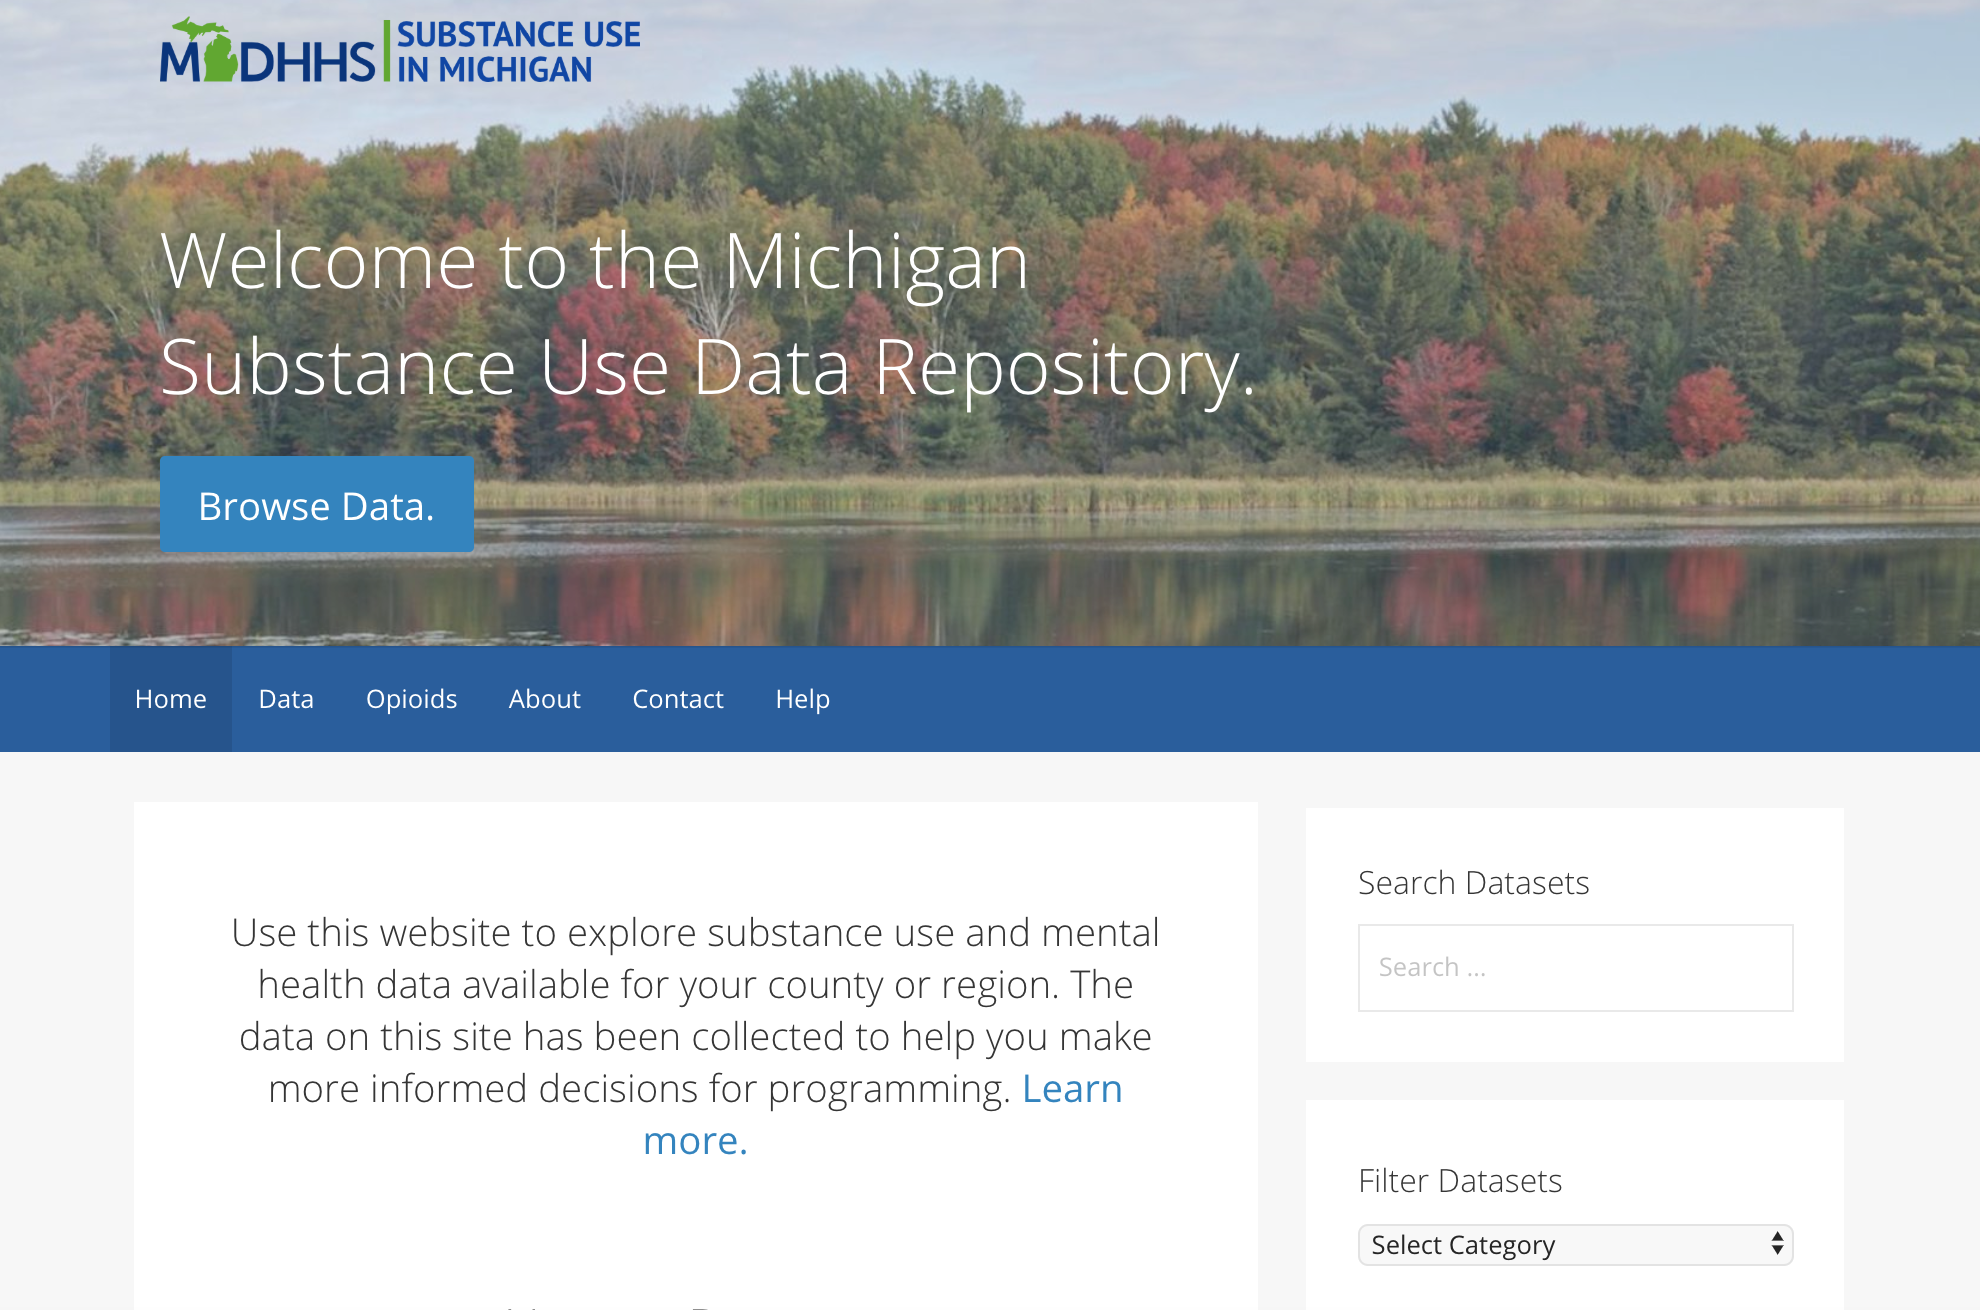 MDHHS
SUBSTANCE USE
IN MICHIGAN
Welcome to the Michigan
Substance Use Data Repository.
Browse Data.
Home Data Opioids About Contact Help
Use this website to explore substance use and mental
health data available for your county or region. The
data on this site has been collected to help you make
more informed decisions for programming. Learn
more.
Search Datasets
Search ...
Filter Datasets
Select Category